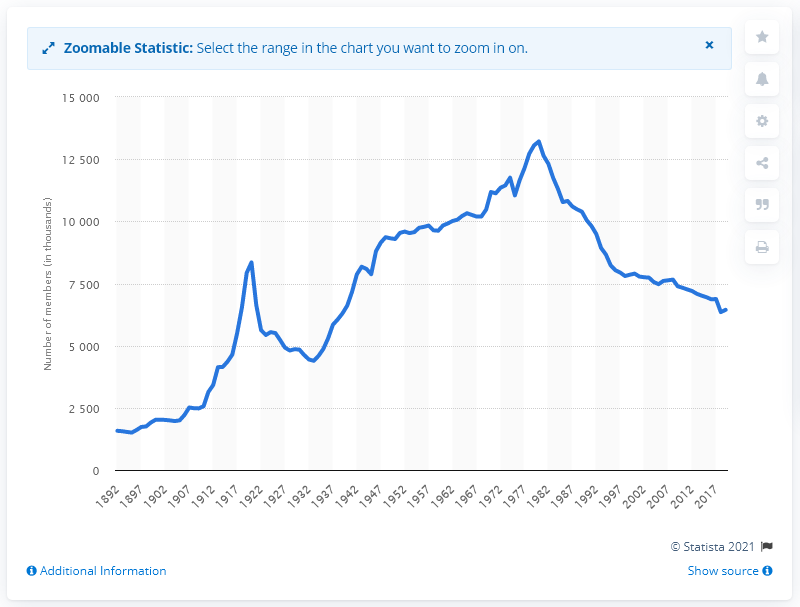 Zoomable Statistic: Select the range in the chart you want to zoom in on.
15 000
12 500
10 000
7 500
5 000
2 500
0
Number of members (in thousands)
1892 1897 1902 1907 1912 1917 1922 1927 1932 1937 1942 1947 1952 1957 1962 1967 1972 1977 1982 1987 1992 1997 2002 2007 2012 2017
© Statista 2021
Additional Information
Show source